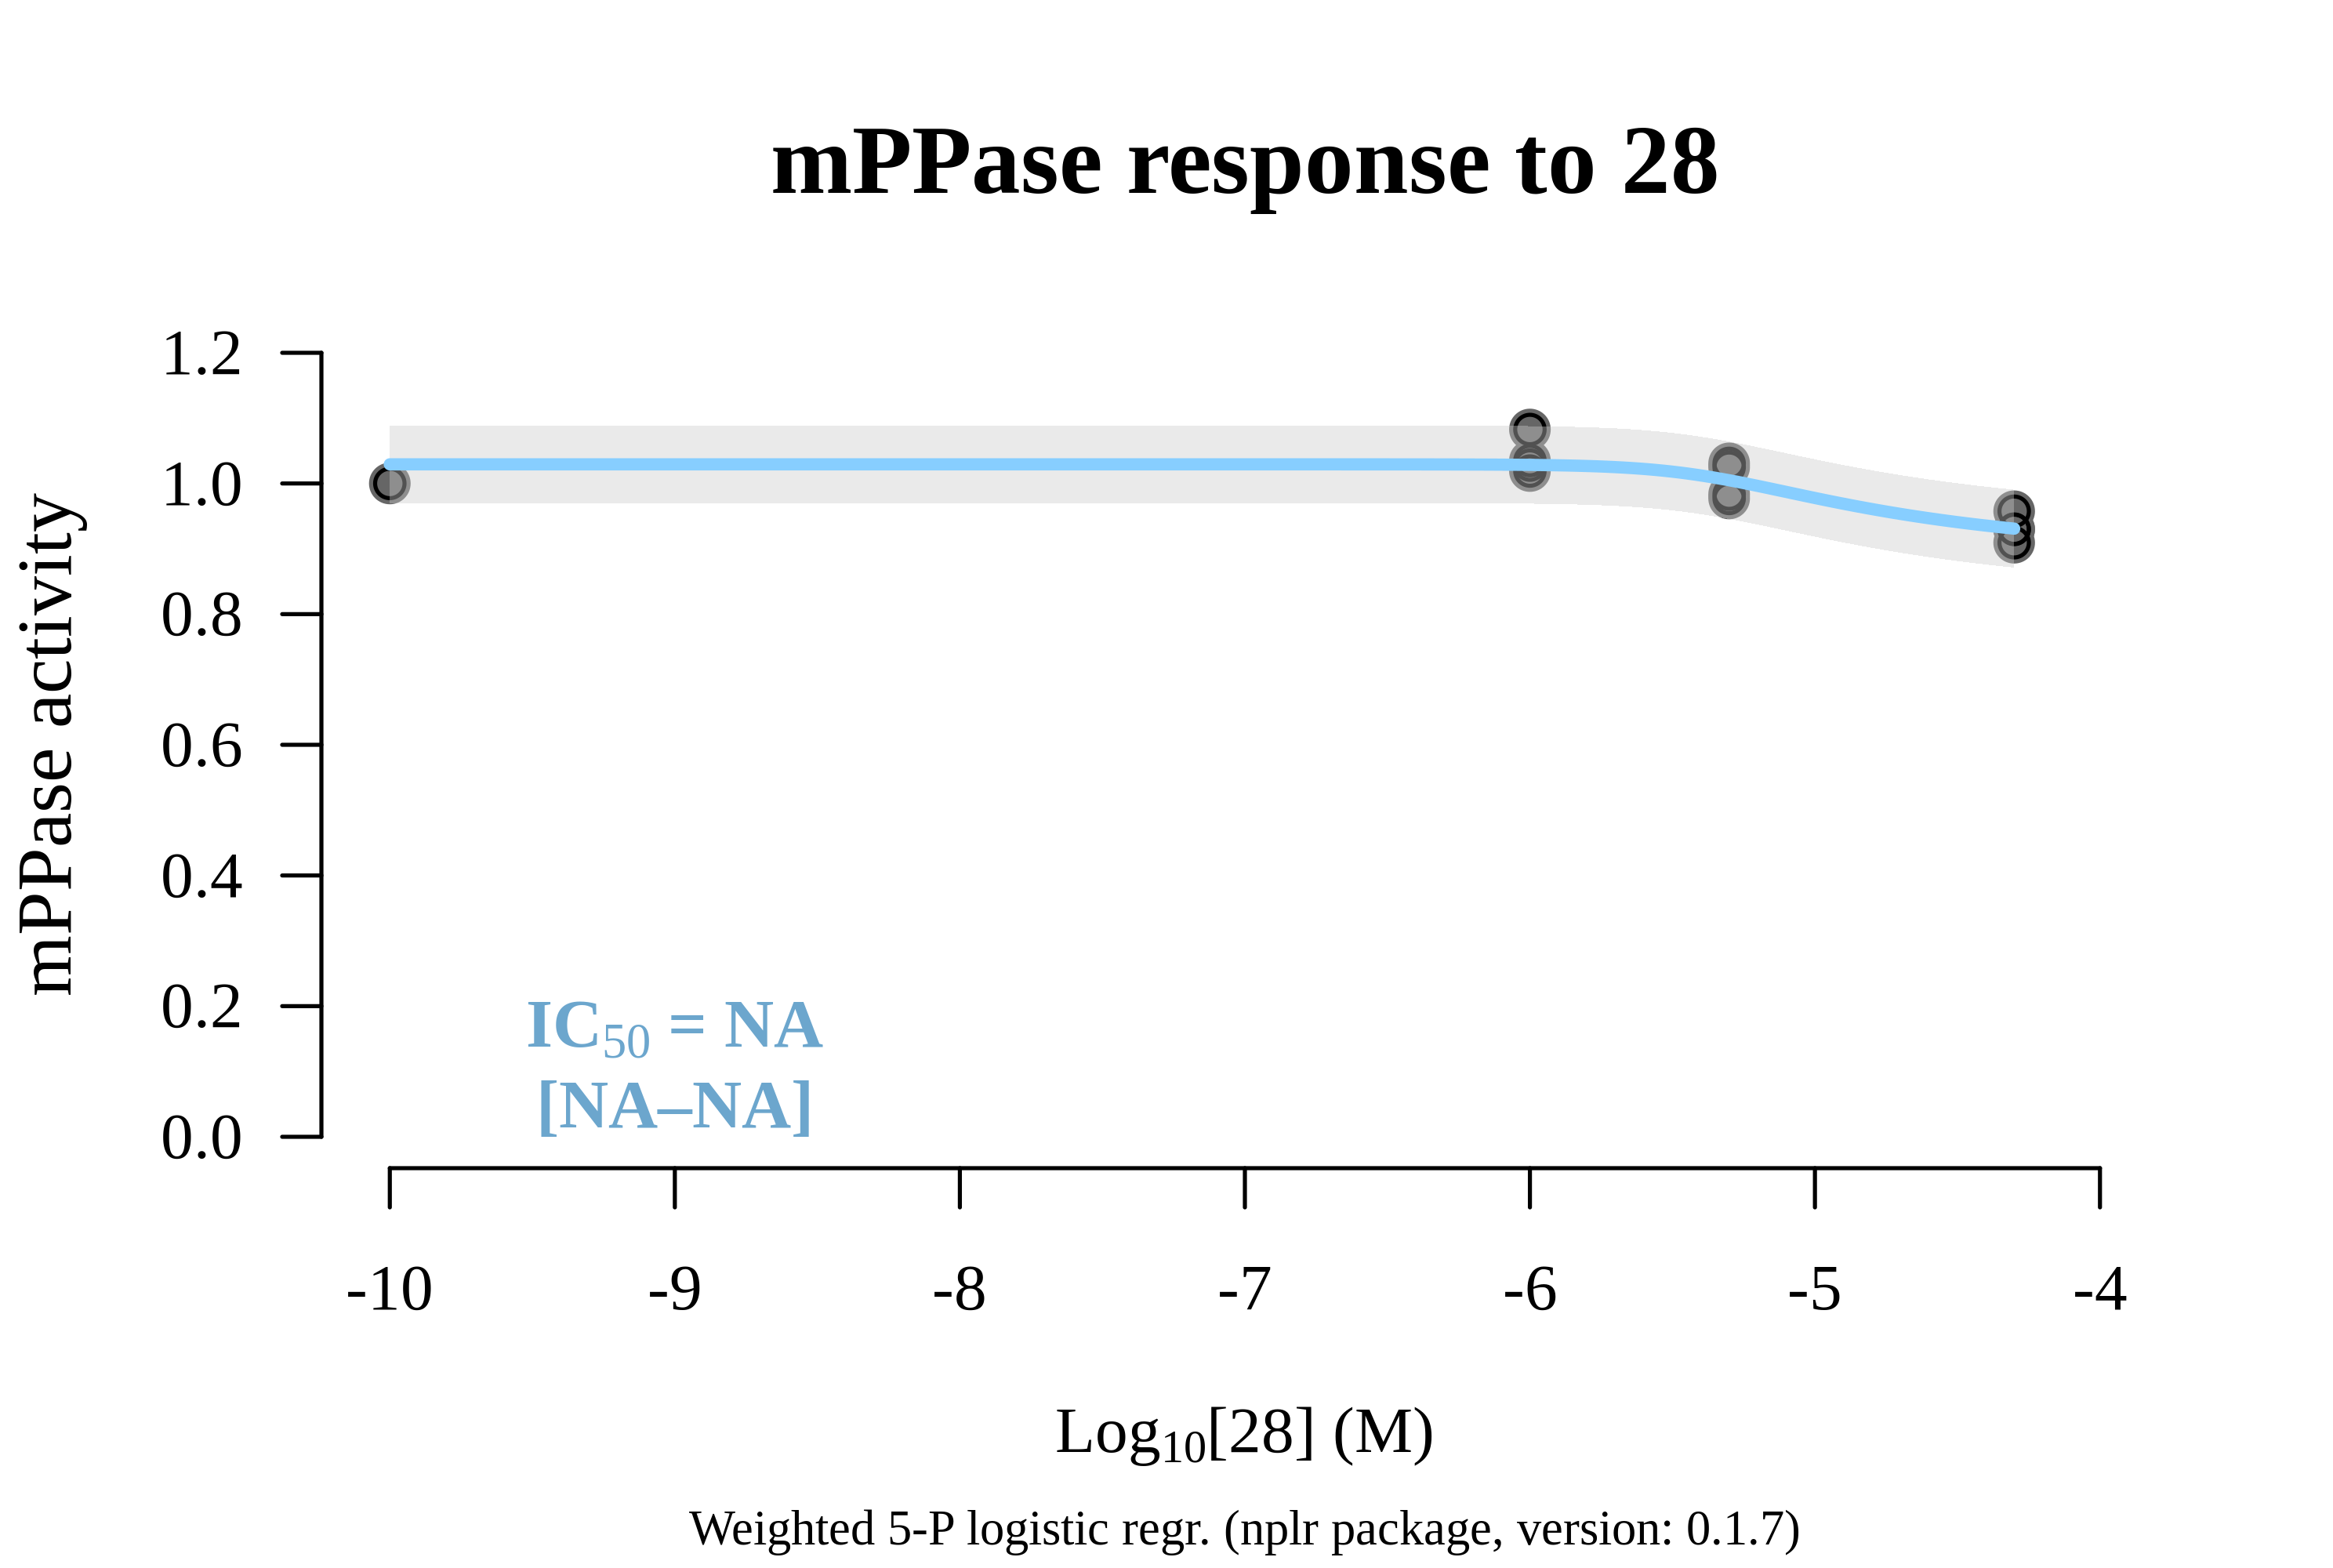 mPPase response to 28
mPPase activity
1.2
1.0
0.8
0.6
0.4
0.2
0.0
IC50 = NA
[NA–NA]
-10 -9 -8 -7 -6 -5 -4
Log10[28] (M)
Weighted 5-P logistic regr. (nplr package, version: 0.1.7)